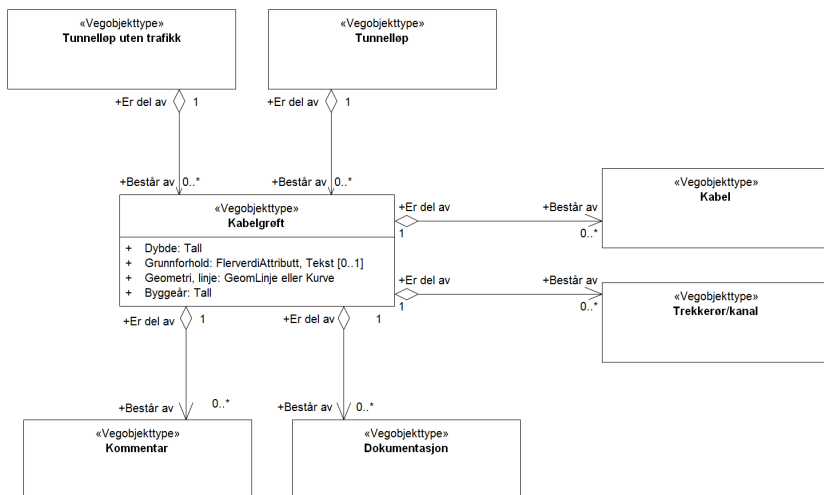 «Vegobjekttype»
Tunnelløp uten trafikk
«Vegobjekttype»
Tunnelløp
+Er del av 1
+Er del av 1
+Består av 0..*
+Består av 0..*
«Vegobjekttype»
Kabelgrøft
+ Dybde: Tall
+ Grunnforhold: FlerverdiAttributt, Tekst [0..1]
+ Geometri, linje: GeomLinje eller Kurve
+ Byggeår: Tall
+Er del av
1
+Består av
0..*
«Vegobjekttype»
Kabel
+Er del av
1
+Består av
0..*
«Vegobjekttype»
Trekkerør/kanal
+Er del av 1
+Er del av 1
+Består av 0..*
+Består av 0..*
«Vegobjekttype»
Kommentar
«Vegobjekttype»
Dokumentasjon